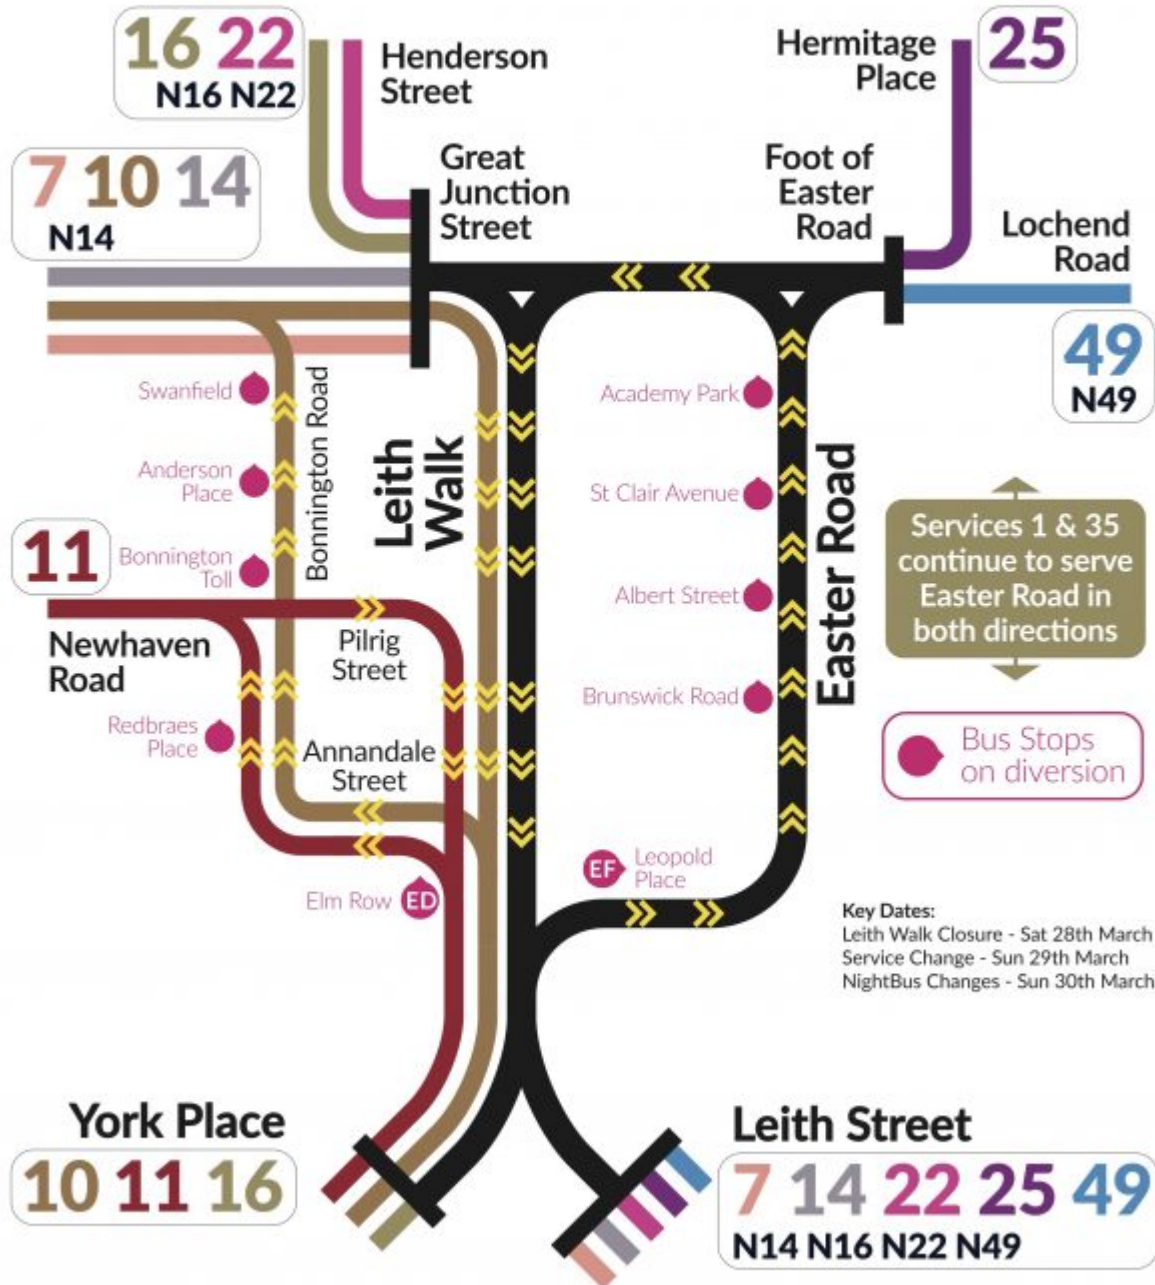 16 22
N16 N22
Henderson
Street
Hermitage
Place
25
7 10 14
N14
Great
Junction
Street
Foot of
Easter
Road
Lochend
Road
49
N49
Swanfield
Anderson
Place
Bonnington
Toll
Bonnington Road
Leith
Walk
Academy Park
St Clair Avenue
Albert Street
Brunswick Road
Easter Road
Services 1 & 35
continue to serve
Easter Road in
both directions
11
Newhaven
Road
Pilrig
Street
Redbraes
Place
Annandale
Street
Bus Stops
on diversion
EF
Leopold
Place
Elm Row
ED
Key Dates:
Leith Walk Closure - Sat 28th March
Service Change - Sun 29th March
NightBus Changes - Sun 30th March
York Place
10 11 16
Leith Street
7 14 22 25 49
N14 N16 N22 N49